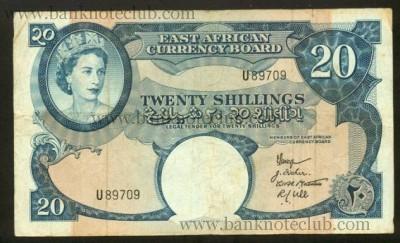 www.banknoteclub.com
20
EAST AFRICAN
CURRENCY BOARD
20
U89709
TWENTY SHILLINGS
LEGAL TENDER FOR TWENTY SHILLINGS
MEMBERS OF EAST AFRICAN
CURRENCY BOARD
U89709
20
٢٠
www.banknoteclub.com